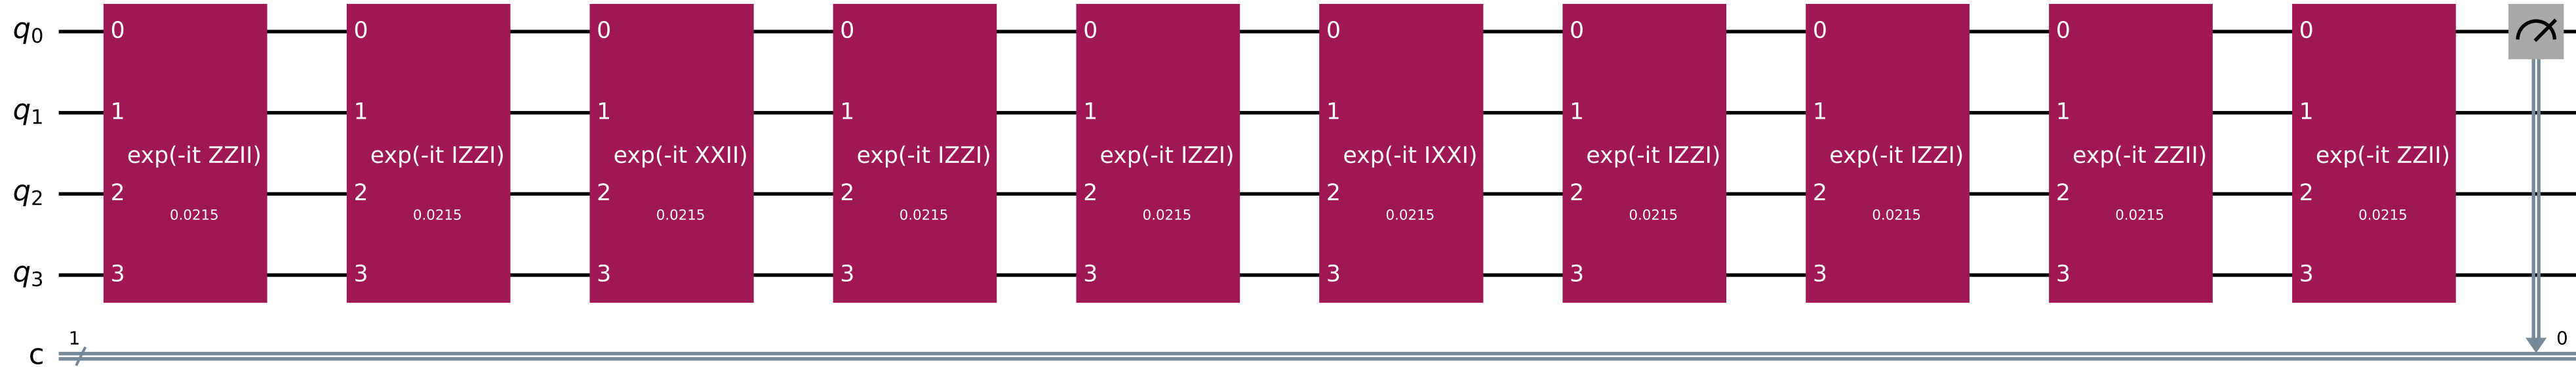 q0 0 0 0 0 0 0 0 0 0 0
q1 1 1 1 1 1 1 1 1 1 1
exp(-it ZZII) exp(-it IZZI) exp(-it XXII) exp(-it IZZI) exp(-it IZZI) exp(-it IXXI) exp(-it IZZI) exp(-it IZZI) exp(-it ZZII) exp(-it ZZII)
q2 2 2 2 2 2 2 2 2 2 2
0.0215 0.0215 0.0215 0.0215 0.0215 0.0215 0.0215 0.0215 0.0215 0.0215
q3 3 3 3 3 3 3 3 3 3 3
1 0
c